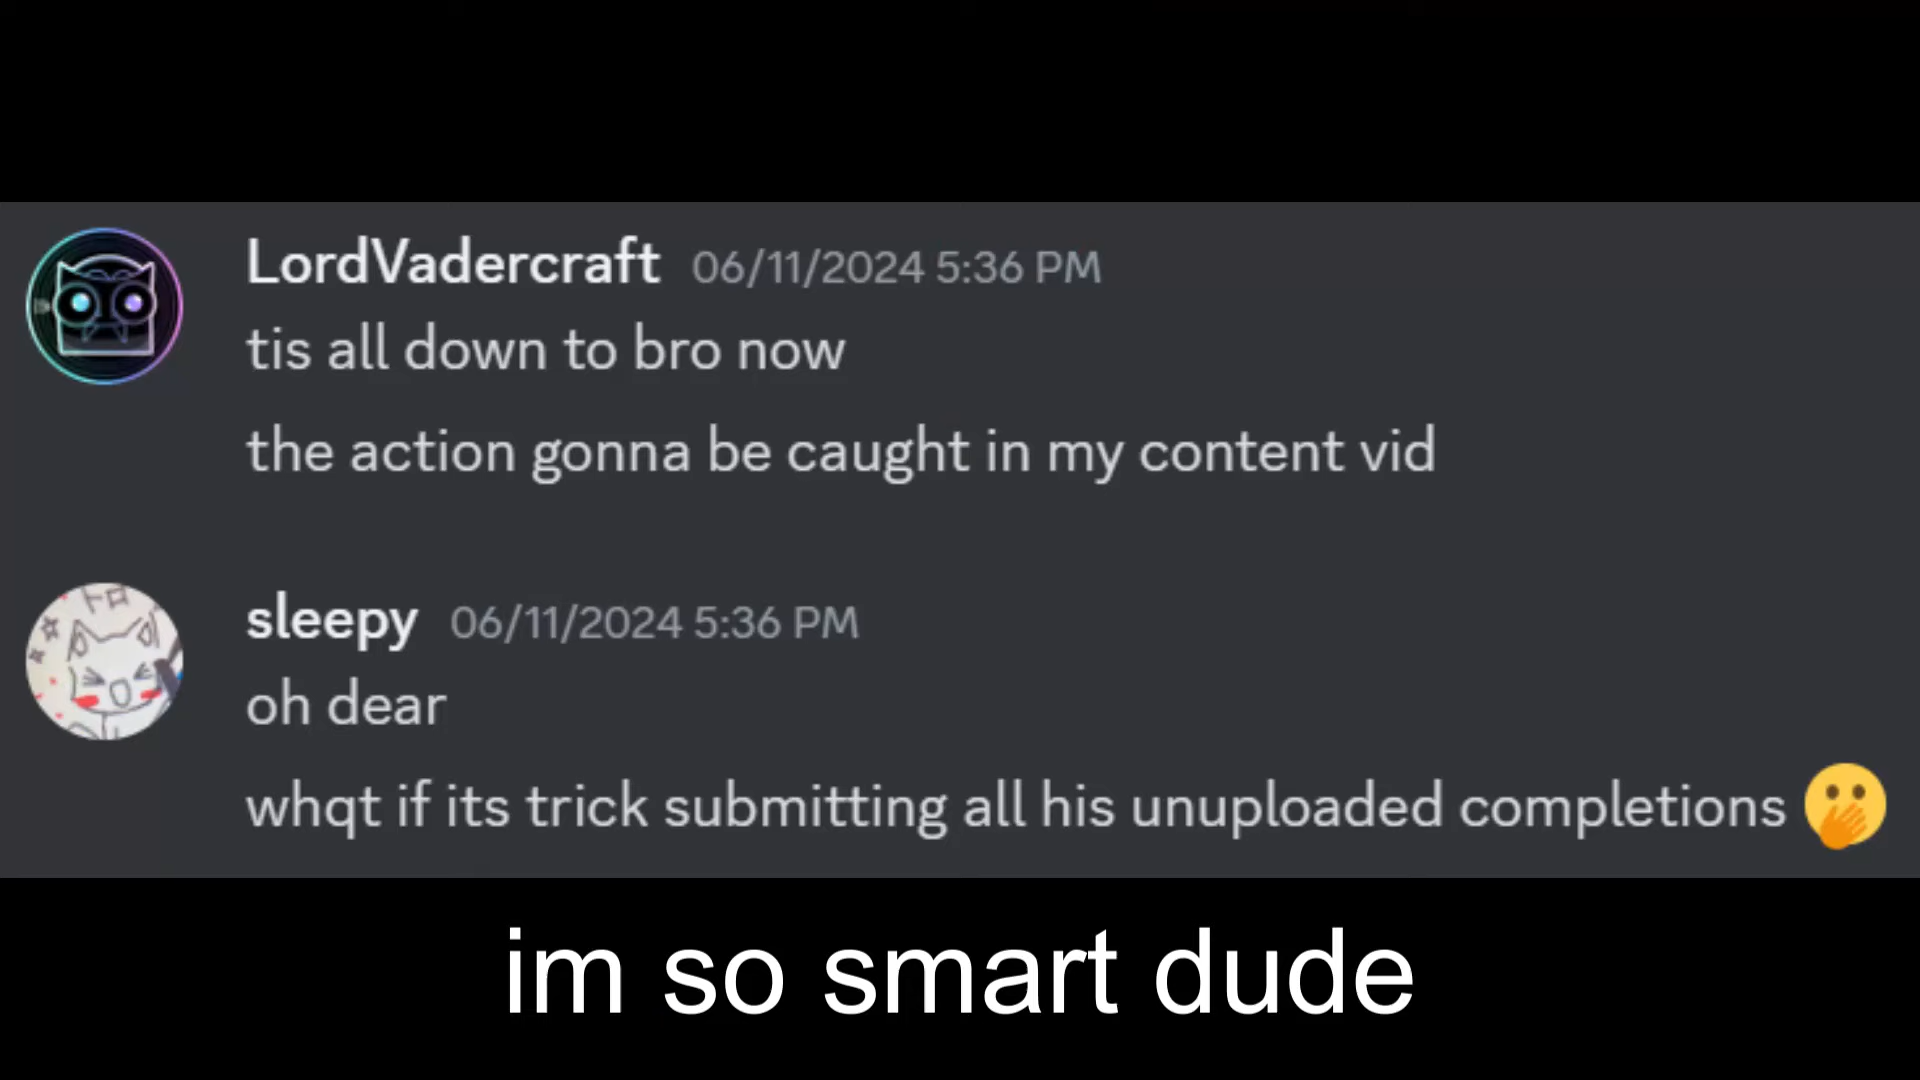 LordVadercraft 06/11/2024 5:36 PM
tis all down to bro now
the action gonna be caught in my content vid
トロ
sleepy 06/11/2024 5:36 PM
oh dear
whqt if its trick submitting all his unuploaded completions 🫢
im so smart dude